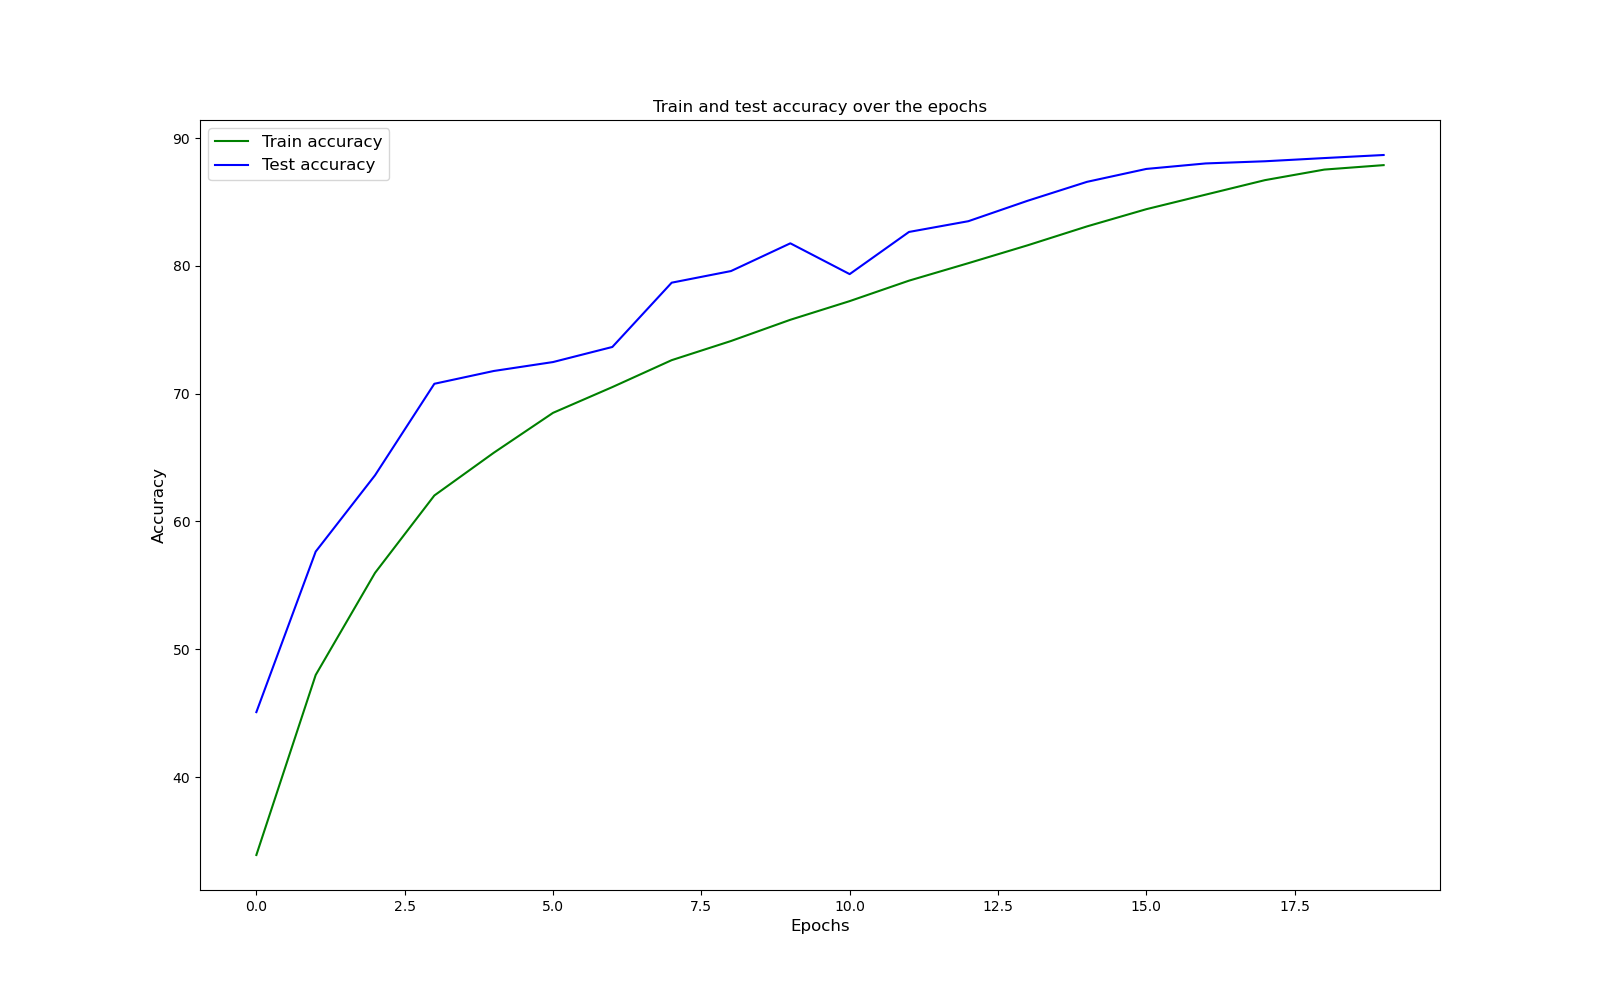 Train and test accuracy over the epochs
Train accuracy
Test accuracy
90
80
70
60
50
40
Accuracy
0.0 2.5 5.0 7.5 10.0 12.5 15.0 17.5
Epochs